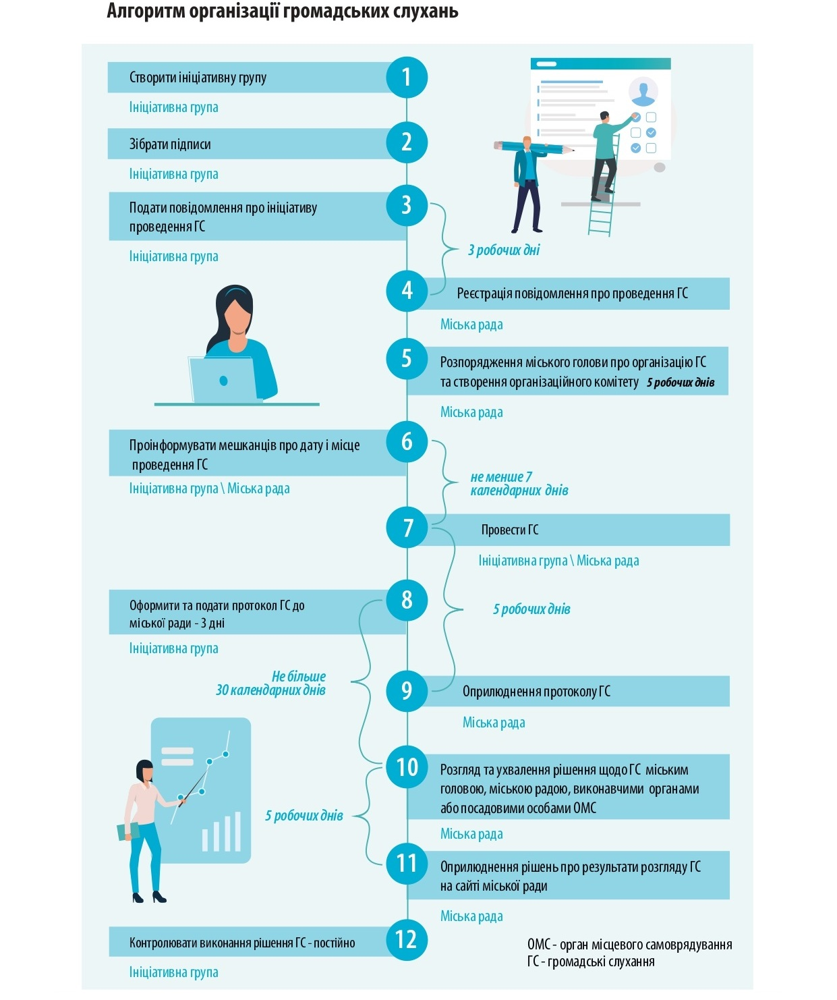 Алгоритм організації громадських слухань
1
Створити ініціативну групу
Ініціативна група
2
Зібрати підписи
Ініціативна група
3
Подати повідомлення про ініціативу
проведення ГС
Ініціативна група
3 робочих дні
4
Реєстрація повідомлення про проведення ГС
Міська рада
5
Розпорядження міського голови про організацію ГС
та створення організаційного комітету 5 робочих днів
Міська рада
6
Проінформувати мешканців про дату і місце
проведення ГС
Ініціативна група \ Міська рада
не менше 7
календарних днів
7
Провести ГС
Ініціативна група \ Міська рада
8
Оформити та подати протокол ГС до
міської ради - 3 дні
Ініціативна група
5 робочих днів
Не більше
30 календарних днів
9
Оприлюднення протоколу ГС
Міська рада
10
Розгляд та ухвалення рішення щодо ГС міським
головою, міською радою, виконавчими органами
або посадовими особами ОМС
Міська рада
5 робочих днів
11
Оприлюднення рішень про результати розгляду ГС
на сайті міської ради
Міська рада
12
Контролювати виконання рішення ГС - постійно
Ініціативна група
ОМС - орган місцевого самоврядування
ГС - громадські слухання